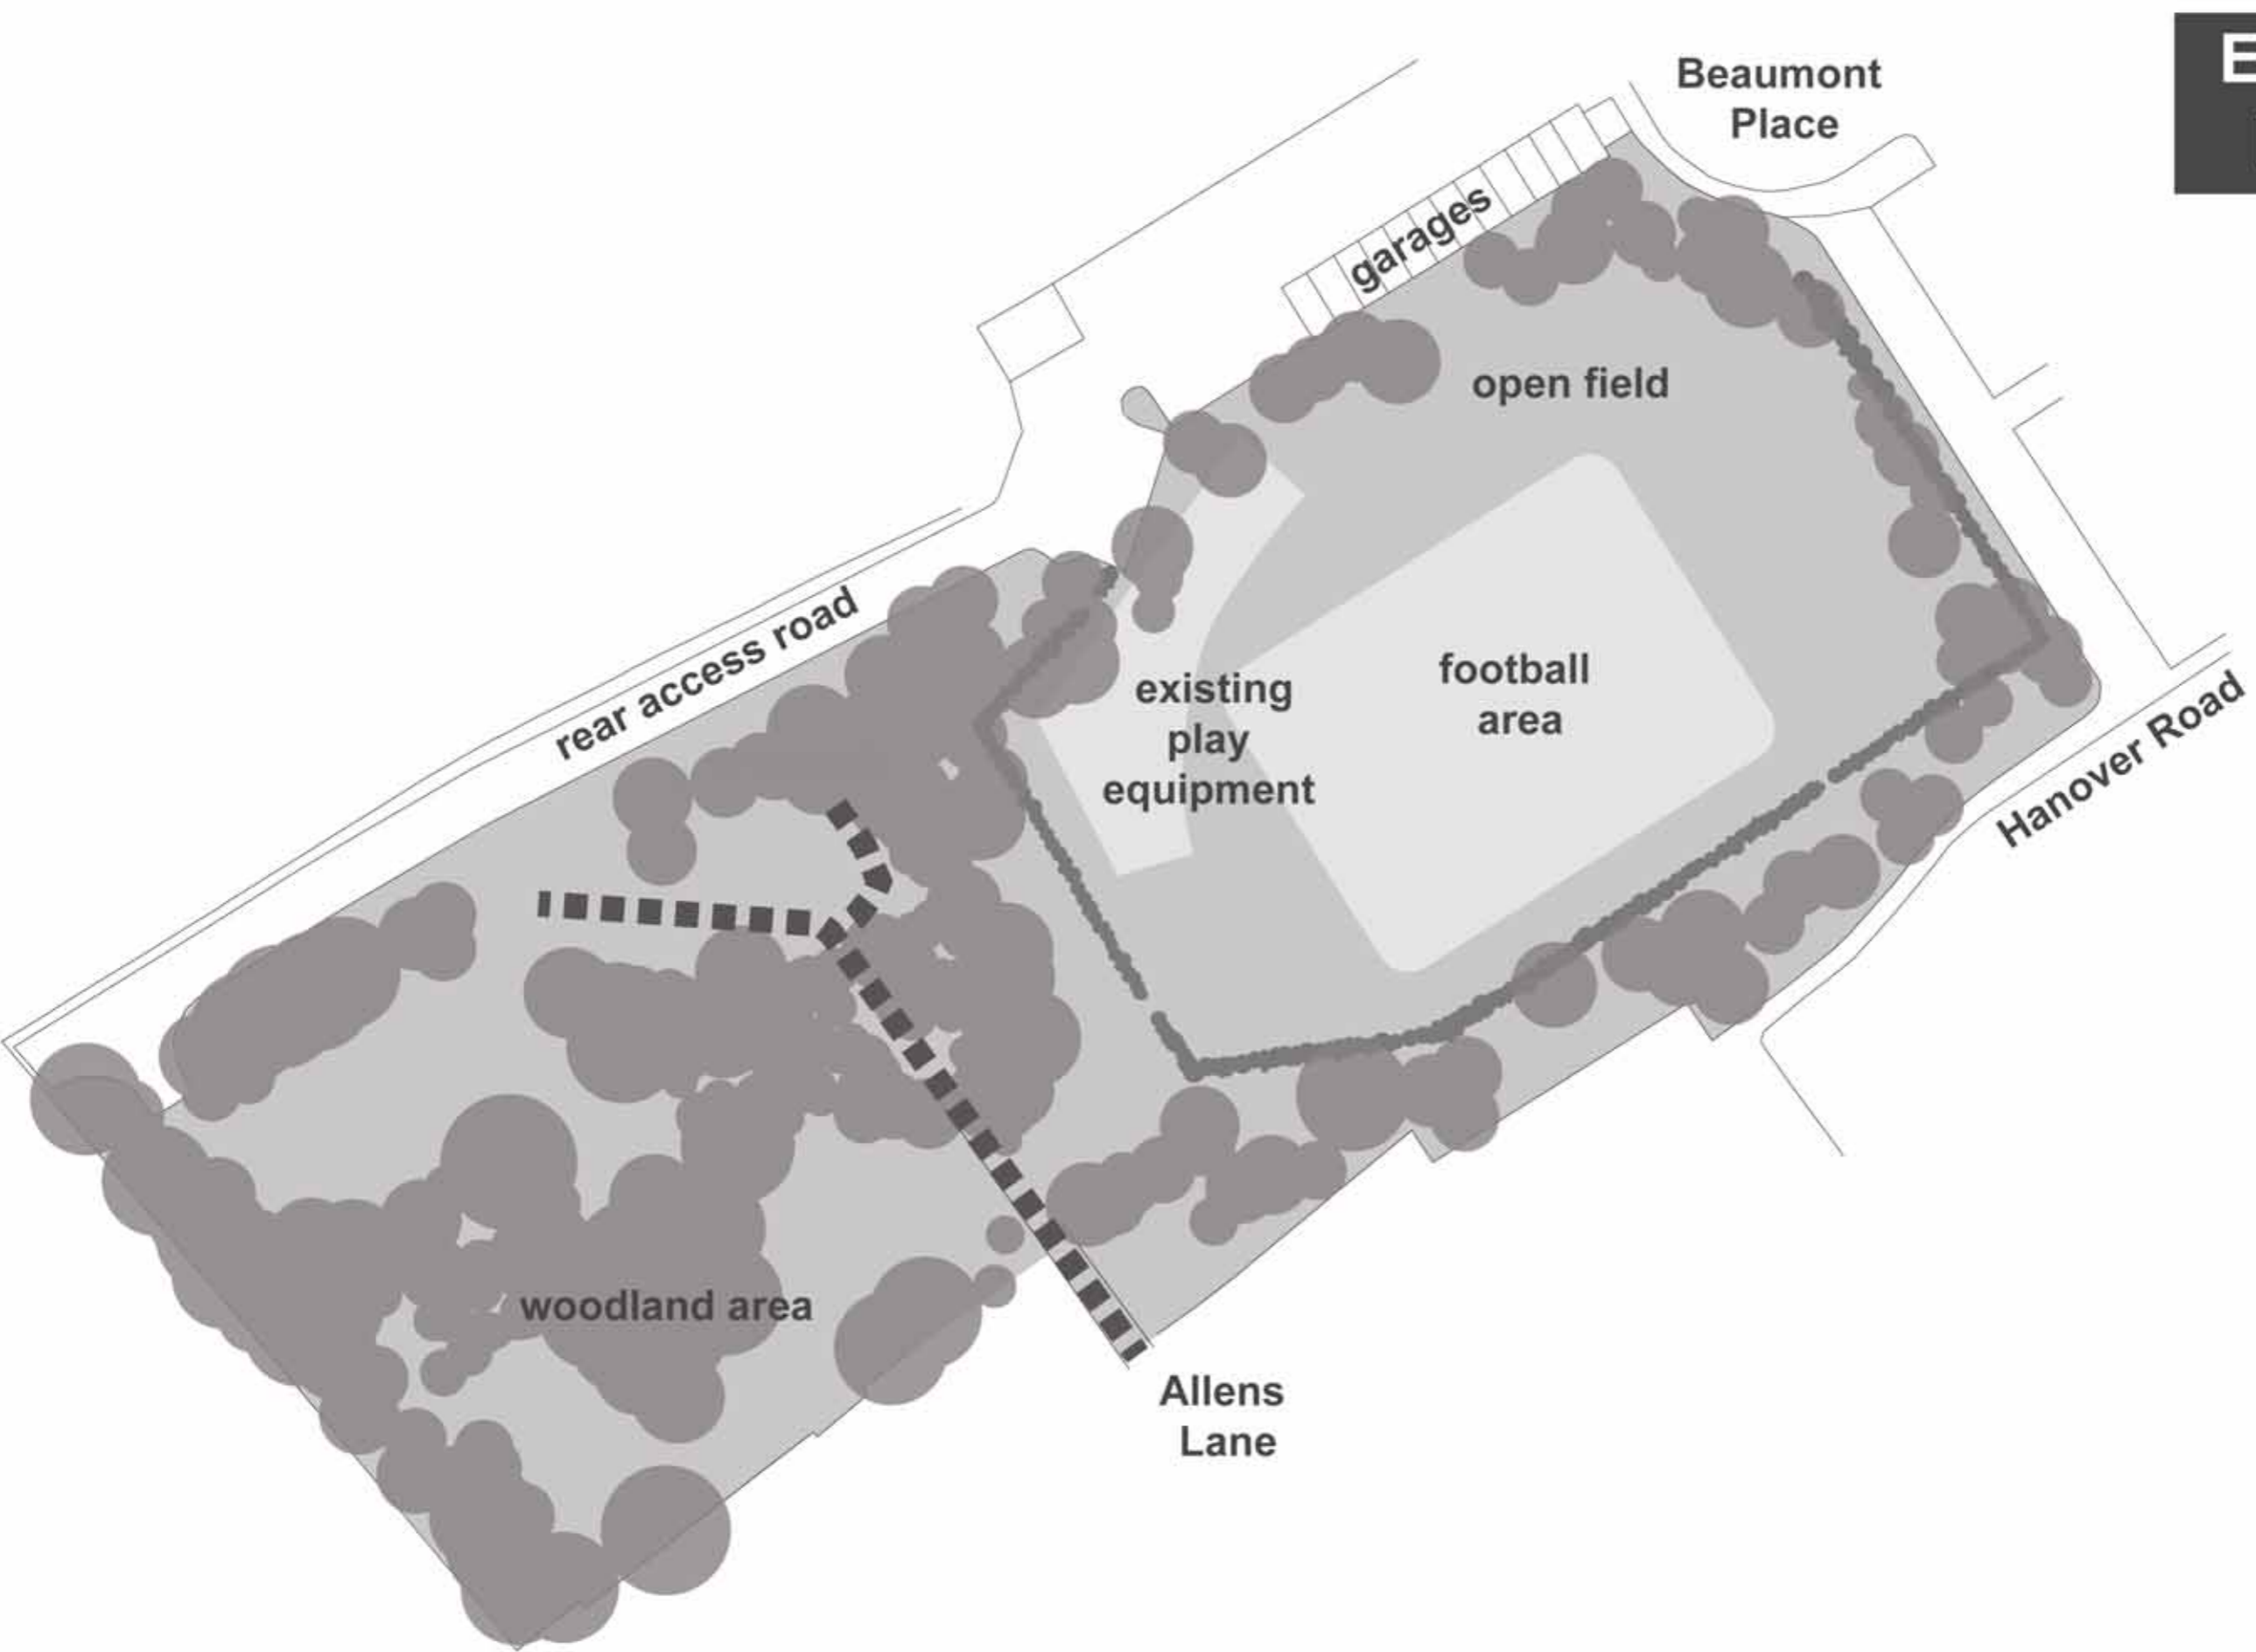 Beaumont
Place
garages
open field
rear access road
existing
play
equipment
football
area
Hanover Road
woodland area
Allens
Lane